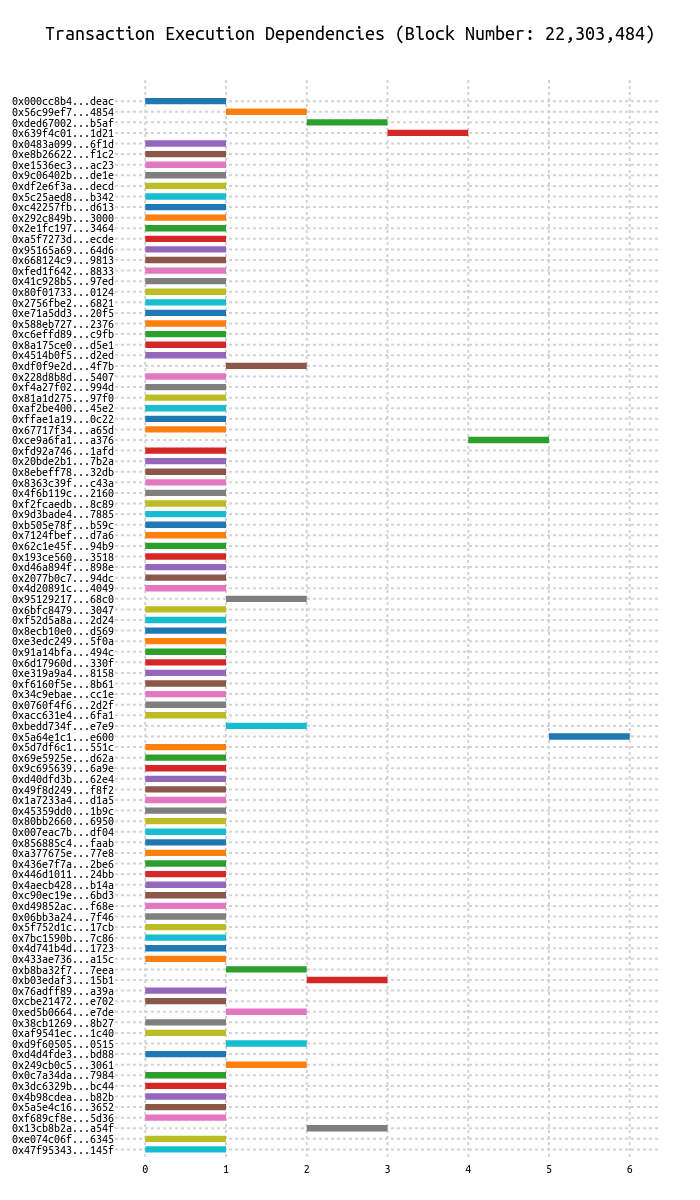 Transaction Execution Dependencies (Block Number: 22,303,484)
0x000cc8b4...deac
0x56c99ef7...4854
0xded67002...b5af
0x639f4c01...1d21
0x0483a099...6f1d
0xe8b26622...f1c2
0xe1536ec3...ac23
0x9c06402b...de1e
0xdf2e6f3a...decd
0x5c25aed8...b342
0xc42257fb...d613
0x292c849b...3000
0x2e1fc197...3464
0xa5f7273d...ecde
0x95165a69...64d6
0x668124c9...9813
0xfed1f642...8833
0x41c928b5...97ed
0x80f01733...0124
0x2756fbe2...6821
0xe71a5dd3...20f5
0x588eb727...2376
0xc6effd89...c9fb
0x8a175ce0...d5e1
0x4514b0f5...d2ed
0xdf0f9e2d...4f7b
0x228d8b8d...5407
0xf4a27f02...994d
0x81a1d275...97f0
0xaf2be400...45e2
0xffae1a19...0c22
0x67717f34...a65d
0xce9a6fa1...a376
0xfd92a746...1afd
0x20bde2b1...7b2a
0x8ebeff78...32db
0x8363c39f...c43a
0x4f6b119c...2160
0xf2fcaedb...8c89
0x9d3bade4...7885
0xb505e78f...b59c
0x7124fbef...d7a6
0x62c1e45f...94b9
0x193ce560...3518
0xd46a894f...898e
0x2077b0c7...94dc
0x4d20891c...4049
0x95129217...68c0
0x6bfc8479...3047
0xf52d5a8a...2d24
0x8ecb10e0...d569
0xe3edc249...5f0a
0x91a14bfa...494c
0x6d17960d...330f
0xe319a9a4...8158
0xf6160f5e...8b61
0x34c9ebae...cc1e
0x0760f4f6...2d2f
0xacc631e4...6fa1
0xbedd734f...e7e9
0x5a64e1c1...e600
0x5d7df6c1...551c
0x69e5925e...d62a
0x9c695639...6a9e
0xd40dfd3b...62e4
0x49f8d249...f8f2
0x1a7233a4...d1a5
0x45359dd0...1b9c
0x80bb2660...6950
0x007eac7b...df04
0x856885c4...faab
0xa377675e...77e8
0x436e7f7a...2be6
0x446d1011...24bb
0x4aecb428...b14a
0xc90ec19e...6bd3
0xd49852ac...f68e
0x06bb3a24...7f46
0x5f752d1c...17cb
0x7bc1590b...7c86
0x4d741b4d...1723
0x433ae736...a15c
0xb8ba32f7...7eea
0xb03edaf3...15b1
0x76adff89...a39a
0xcbe21472...e702
0xed5b0664...e7de
0x38cb1269...8b27
0xaf9541ec...1c40
0xd9f60505...0515
0xd4d4fde3...bd88
0x249cb0c5...3061
0x0c7a34da...7984
0x3dc6329b...bc44
0x4b98cdea...b82b
0x5a5e4c16...3652
0xf689cf8e...5d36
0x13cb8b2a...a54f
0xe074c06f...6345
0x47f95343...145f
0 1 2 3 4 5 6